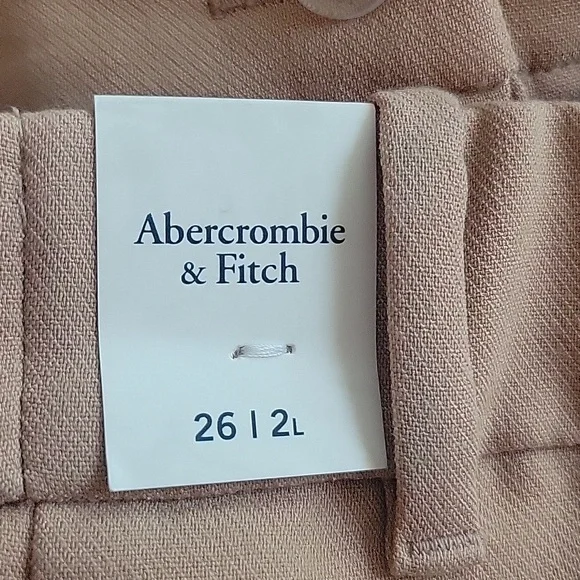 Abercrombie
& Fitch
26 | 2L